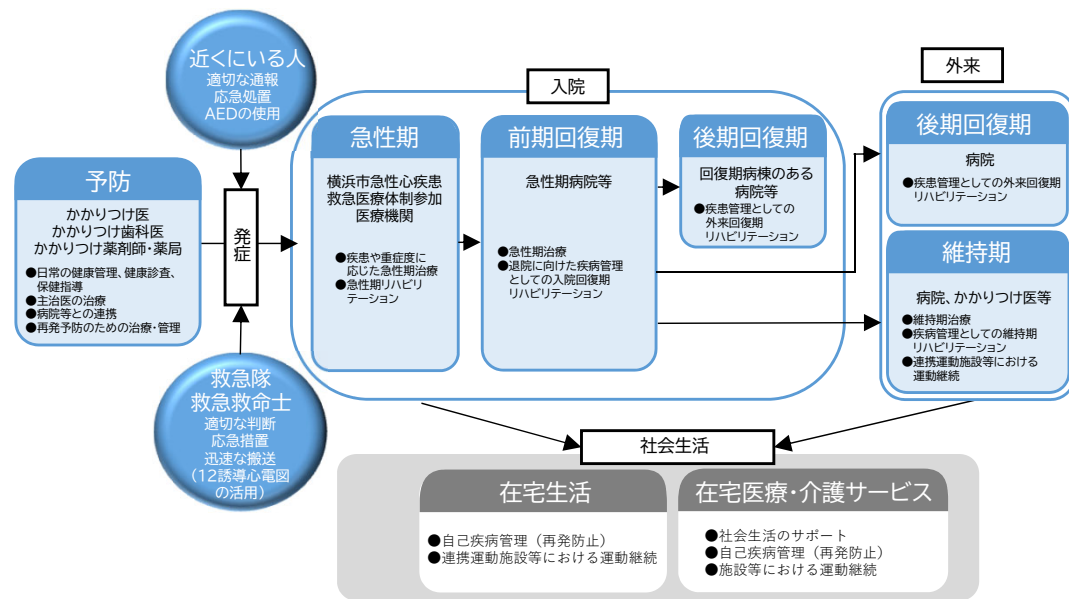 近くにいる人
適切な通報
応急処置
AEDの使用
予防
かかりつけ医
かかりつけ歯科医
かかりつけ薬剤師・薬局
●日常の健康管理、健康診査、
保健指導
●主治医の治療
●病院等との連携
●再発予防のための治療・管理
発症
救急隊
救急救命士
適切な判断
応急措置
迅速な搬送
(12誘導心電図
の活用)
入院
急性期
横浜市急性心疾患
救急医療体制参加
医療機関
●疾患や重症度に
応じた急性期治療
●急性期リハビリ
テーション
前期回復期
急性期病院等
●急性期治療
●退院に向けた疾病管理
としての入院回復期
リハビリテーション
後期回復期
回復期病棟のある
病院等
●疾患管理としての
外来回復期
リハビリテーション
外来
後期回復期
病院
●疾患管理としての外来回復期
リハビリテーション
維持期
病院、かかりつけ医等
●維持期治療
●疾病管理としての維持期
リハビリテーション
●連携運動施設等における
運動継続
社会生活
在宅生活
●自己疾病管理（再発防止）
●連携運動施設等における運動継続
在宅医療・介護サービス
●社会生活のサポート
●自己疾病管理（再発防止）
●施設等における運動継続